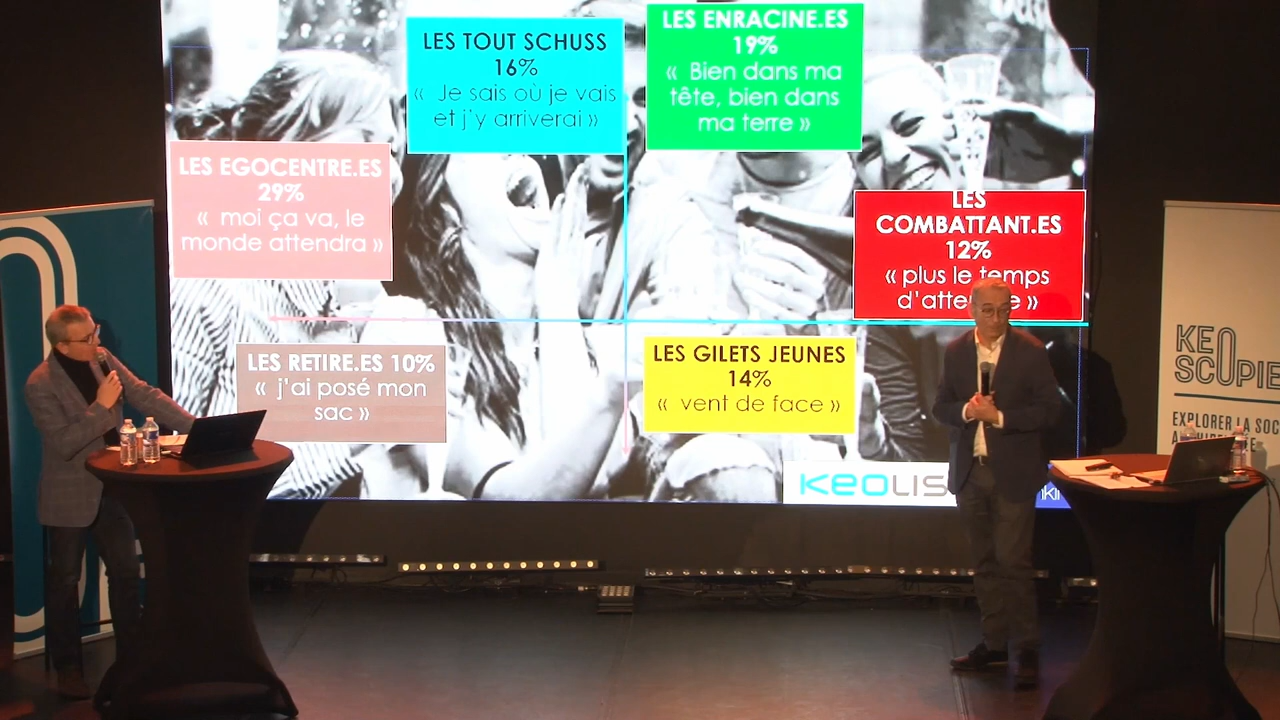 LES TOUT SCHUSS
16%
« Je sais où je vais
et j'y arriverai »
LES ENRACINE.ES
19%
« Bien dans ma
tête, bien dans
ma terre »
LES EGOCENTRE.ES
29%
« moi ça va, le
monde attendra »
LES
COMBATTANT.ES
12%
« plus le temps
d'atte e »
LES RETIRE.ES 10%
« j'ai posé mon
sac »
LES GILETS JEUNES
14%
« vent de face »
KEOLIS
KEO
SCOPIE
EXPLORER LA SOC